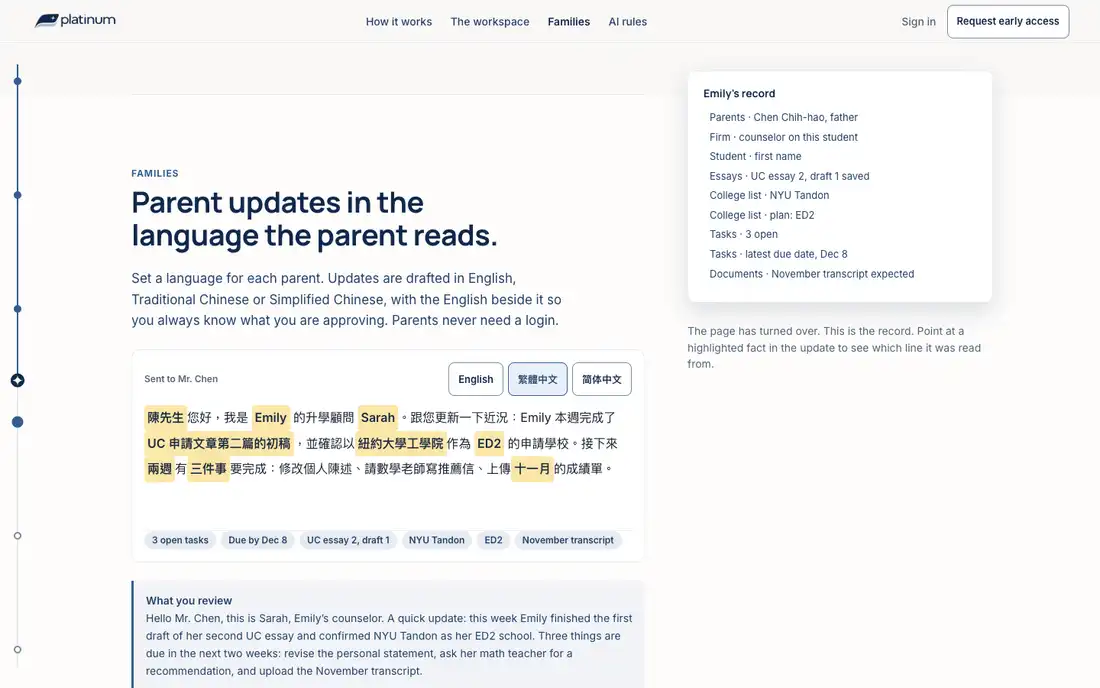 platinum
How it works
The workspace
Families
AI rules
Sign in
Request early access
FAMILIES
Parent updates in the
language the parent reads.
Set a language for each parent. Updates are drafted in English,
Traditional Chinese or Simplified Chinese, with the English beside it so
you always know what you are approving. Parents never need a login.
Sent to Mr. Chen
English
繁體中文
简体中文
陳先生您好，我是 Emily 的升學顧問 Sarah 。跟您更新一下近況：Emily 本週完成了
UC 申請文章第二篇的初稿，並確認以紐約大學工學院作為 ED2 的申請學校。接下來
兩週有三件事要完成：修改個人陳述、請數學老師寫推薦信、上傳十一月的成績單。
3 open tasks
Due by Dec 8
UC essay 2, draft 1
NYU Tandon
ED2
November transcript
What you review
Hello Mr. Chen, this is Sarah, Emily's counselor. A quick update: this week Emily finished the first
draft of her second UC essay and confirmed NYU Tandon as her ED2 school. Three things are
due in the next two weeks: revise the personal statement, ask her math teacher for a
recommendation, and upload the November transcript.
Emily's record
Parents · Chen Chih-hao, father
Firm · counselor on this student
Student · first name
Essays · UC essay 2, draft 1 saved
College list · NYU Tandon
College list · plan: ED2
Tasks · 3 open
Tasks · latest due date, Dec 8
Documents · November transcript expected
The page has turned over. This is the record. Point at a
highlighted fact in the update to see which line it was read
from.